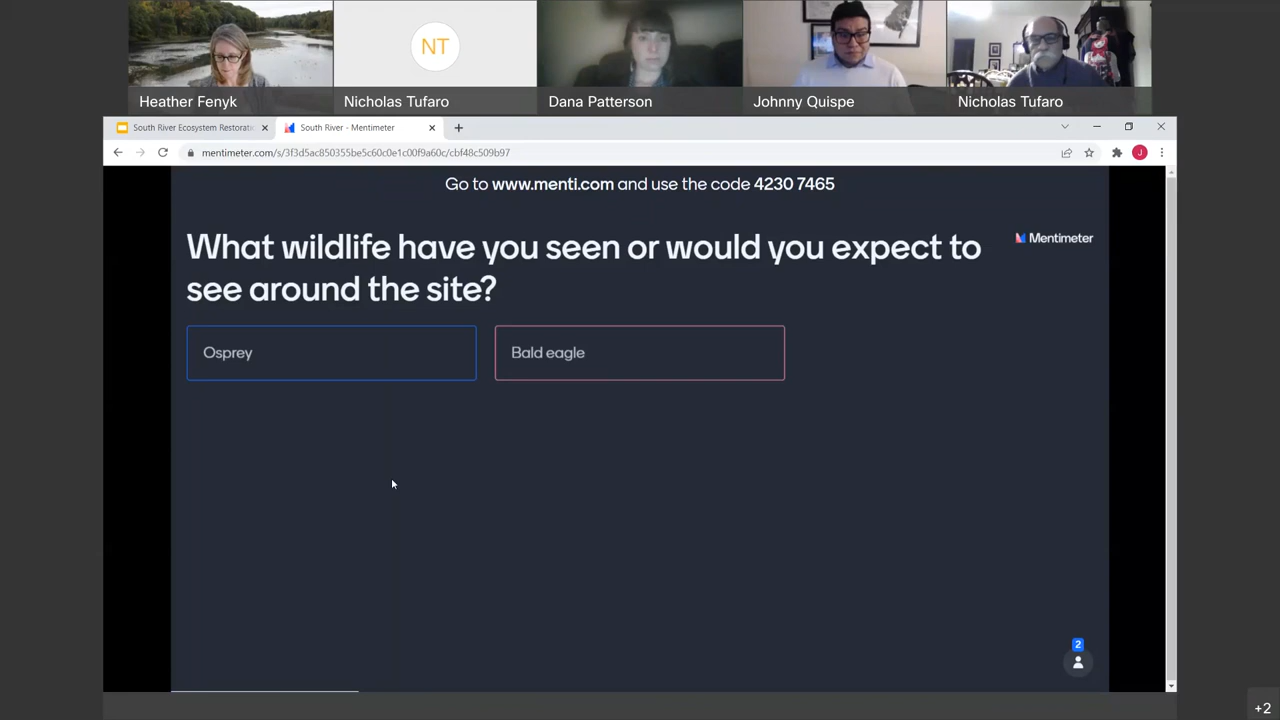 NT
Heather Fenyk
Nicholas Tufaro
Dana Patterson
Johnny Quispe
Nicholas Tufaro
South River Ecosystem Restorati
South River - Mentimeter
mentimeter.com/s/3f3d5ac850355be5c60c0e1c00f9a60c/cbf48c509b97
J
Go to www.menti.com and use the code 4230 7465
What wildlife have you seen or would you expect to
see around the site?
Mentimeter
Osprey
Bald eagle
2
+2